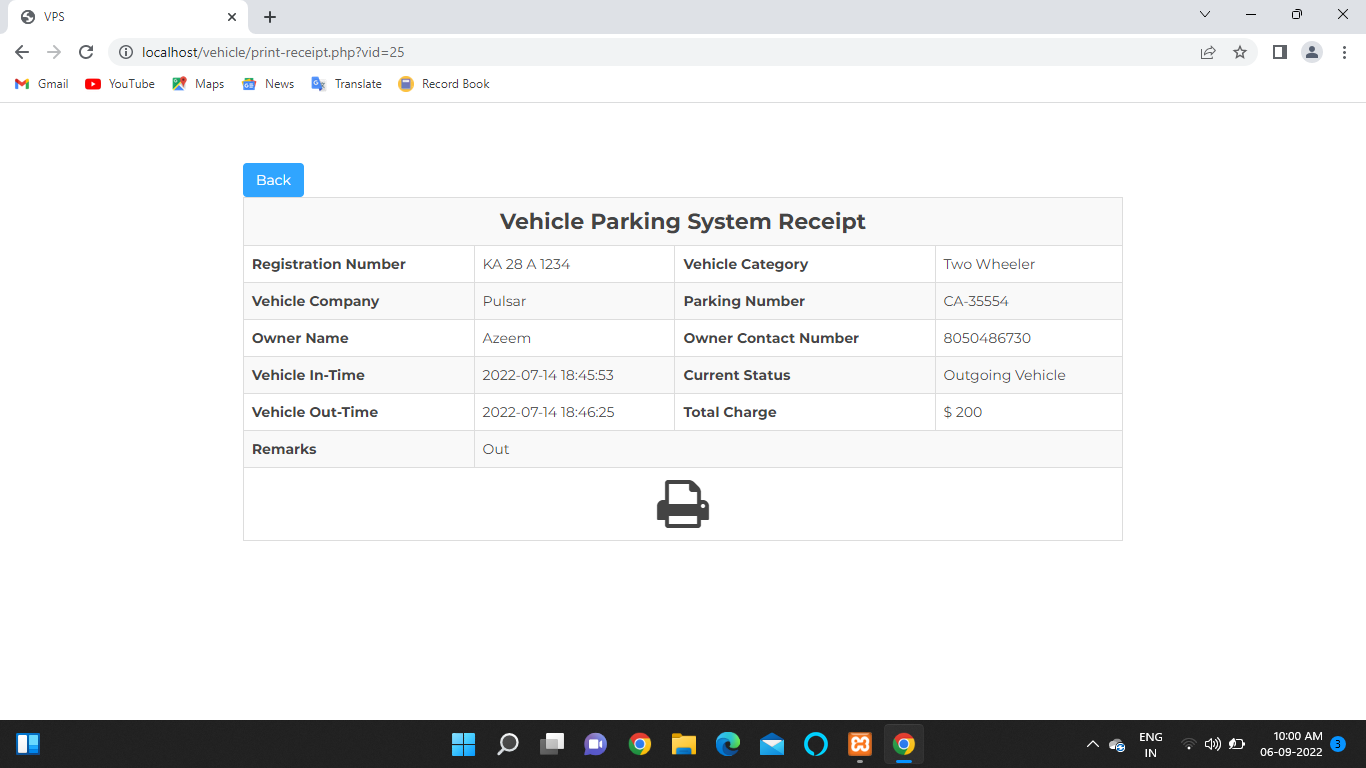 VPS
localhost/vehicle/print-receipt.php?vid=25
Gmail YouTube Maps News Translate Record Book
Back
Vehicle Parking System Receipt
Registration Number KA 28 A 1234 Vehicle Category Two Wheeler
Vehicle Company Pulsar Parking Number CA-35554
Owner Name Azeem Owner Contact Number 8050486730
Vehicle In-Time 2022-07-14 18:45:53 Current Status Outgoing Vehicle
Vehicle Out-Time 2022-07-14 18:46:25 Total Charge $ 200
Remarks Out
ENG 10:00 AM
IN 06-09-2022 3